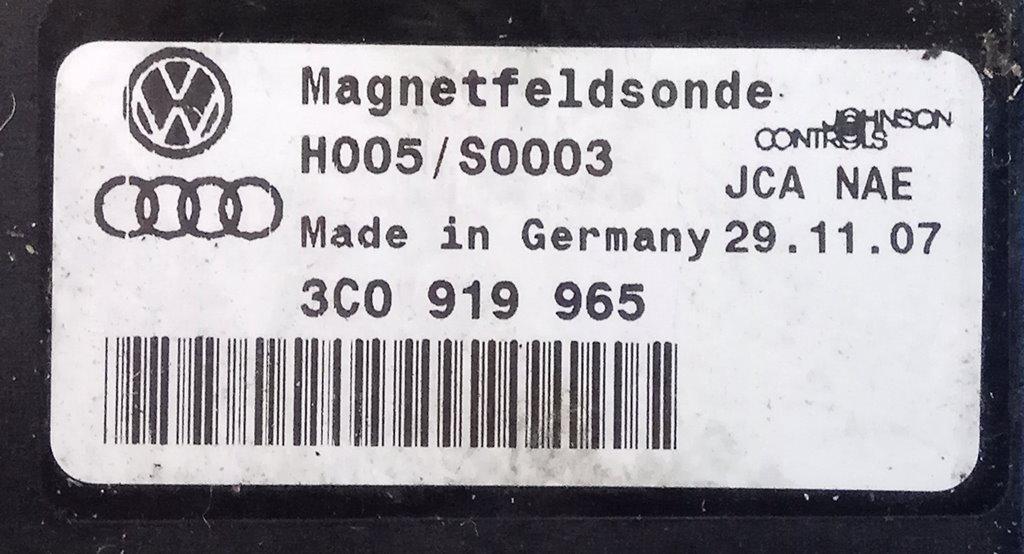 Magnetfeldsonde
H005/S0003
JOHNSON
CONTROLS
JCA NAE
Made in Germany 29.11.07
3C0 919 965